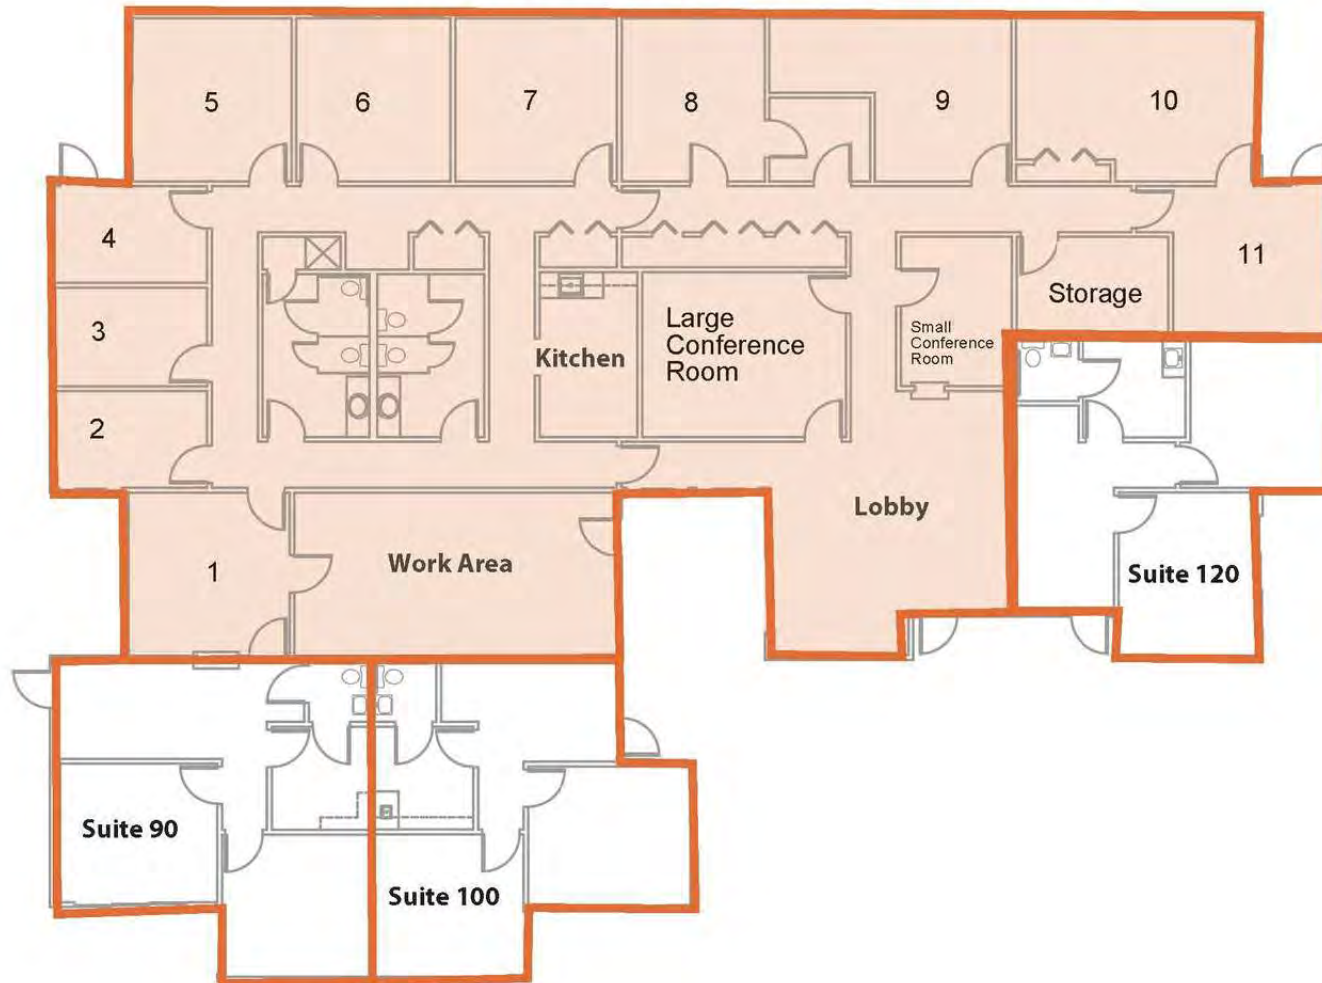 5
6
7
8
9
10
4
11
3
Storage
Large
Conference
Room
Small
Conference
Room
Kitchen
2
Lobby
1
Work Area
Suite 120
Suite 90
Suite 100